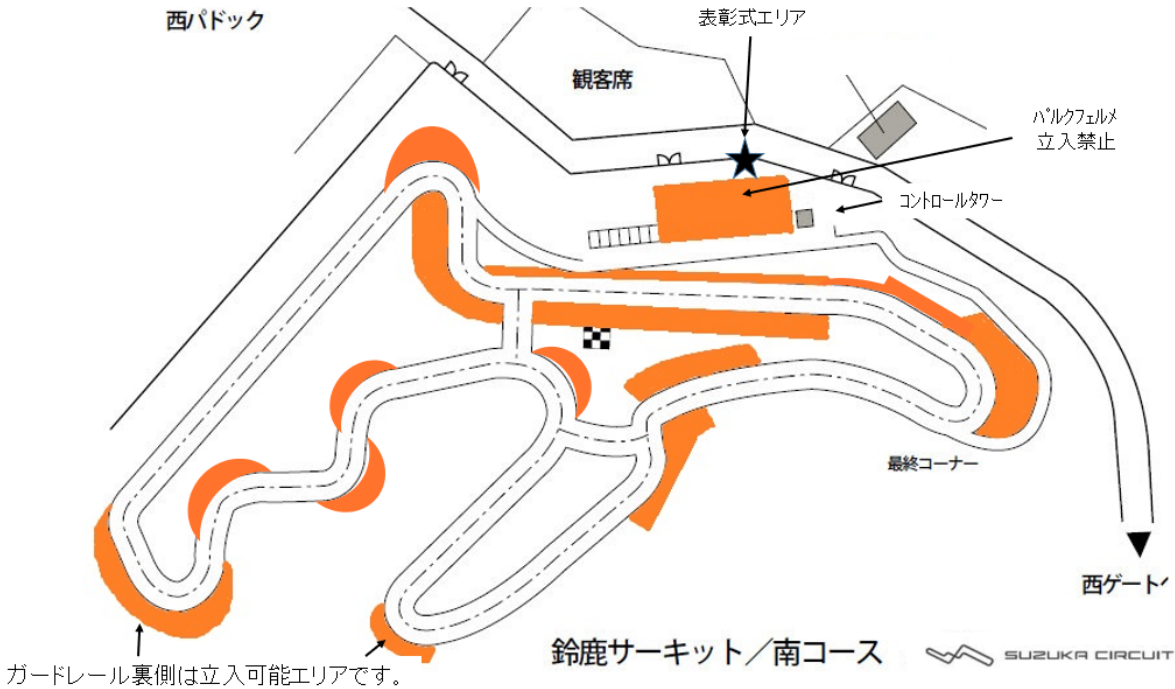 西パドック
表彰式エリア
観客席
パルクフェルメ
立入禁止
コントロールタワー
最終コーナー
西ゲート
鈴鹿サーキット／南コース
SUZUKA CIRCUIT
ガードレール裏側は立入可能エリアです。